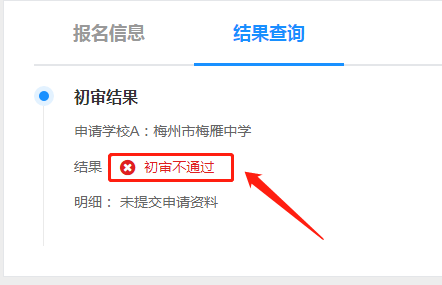 报名信息 结果查询
初审结果
申请学校A：梅州市梅雁中学
结果 初审不通过
明细： 未提交申请资料